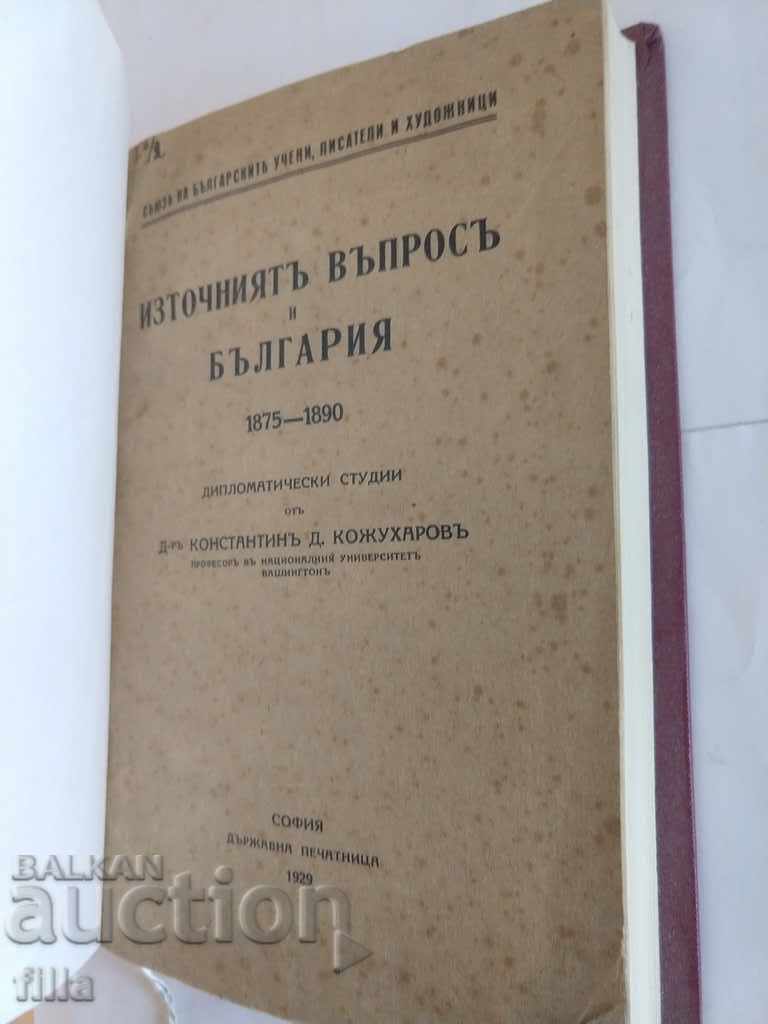 СЪЮЗЪ НА БЪЛГАРСКИТѢ УЧЕНИ, ПИСАТЕЛИ И ХУДОЖНИЦИ
ИЗТОЧНИЯТЪ ВЪПРОСЪ
И
БЪЛГАРИЯ
1875—1890
ДИПЛОМАТИЧЕСКИ СТУДИИ
ОТЪ
Д-РЪ КОНСТАНТИНЪ Д. КОЖУХАРОВЪ
ПРОФЕСОРЪ ВЪ НАЦИОНАЛНИЯ УНИВЕРСИТЕТЪ
ВАШИНГТОНЪ
СОФИЯ
ДЪРЖАВНА ПЕЧАТНИЦА
1929
BALKAN
auction
filla